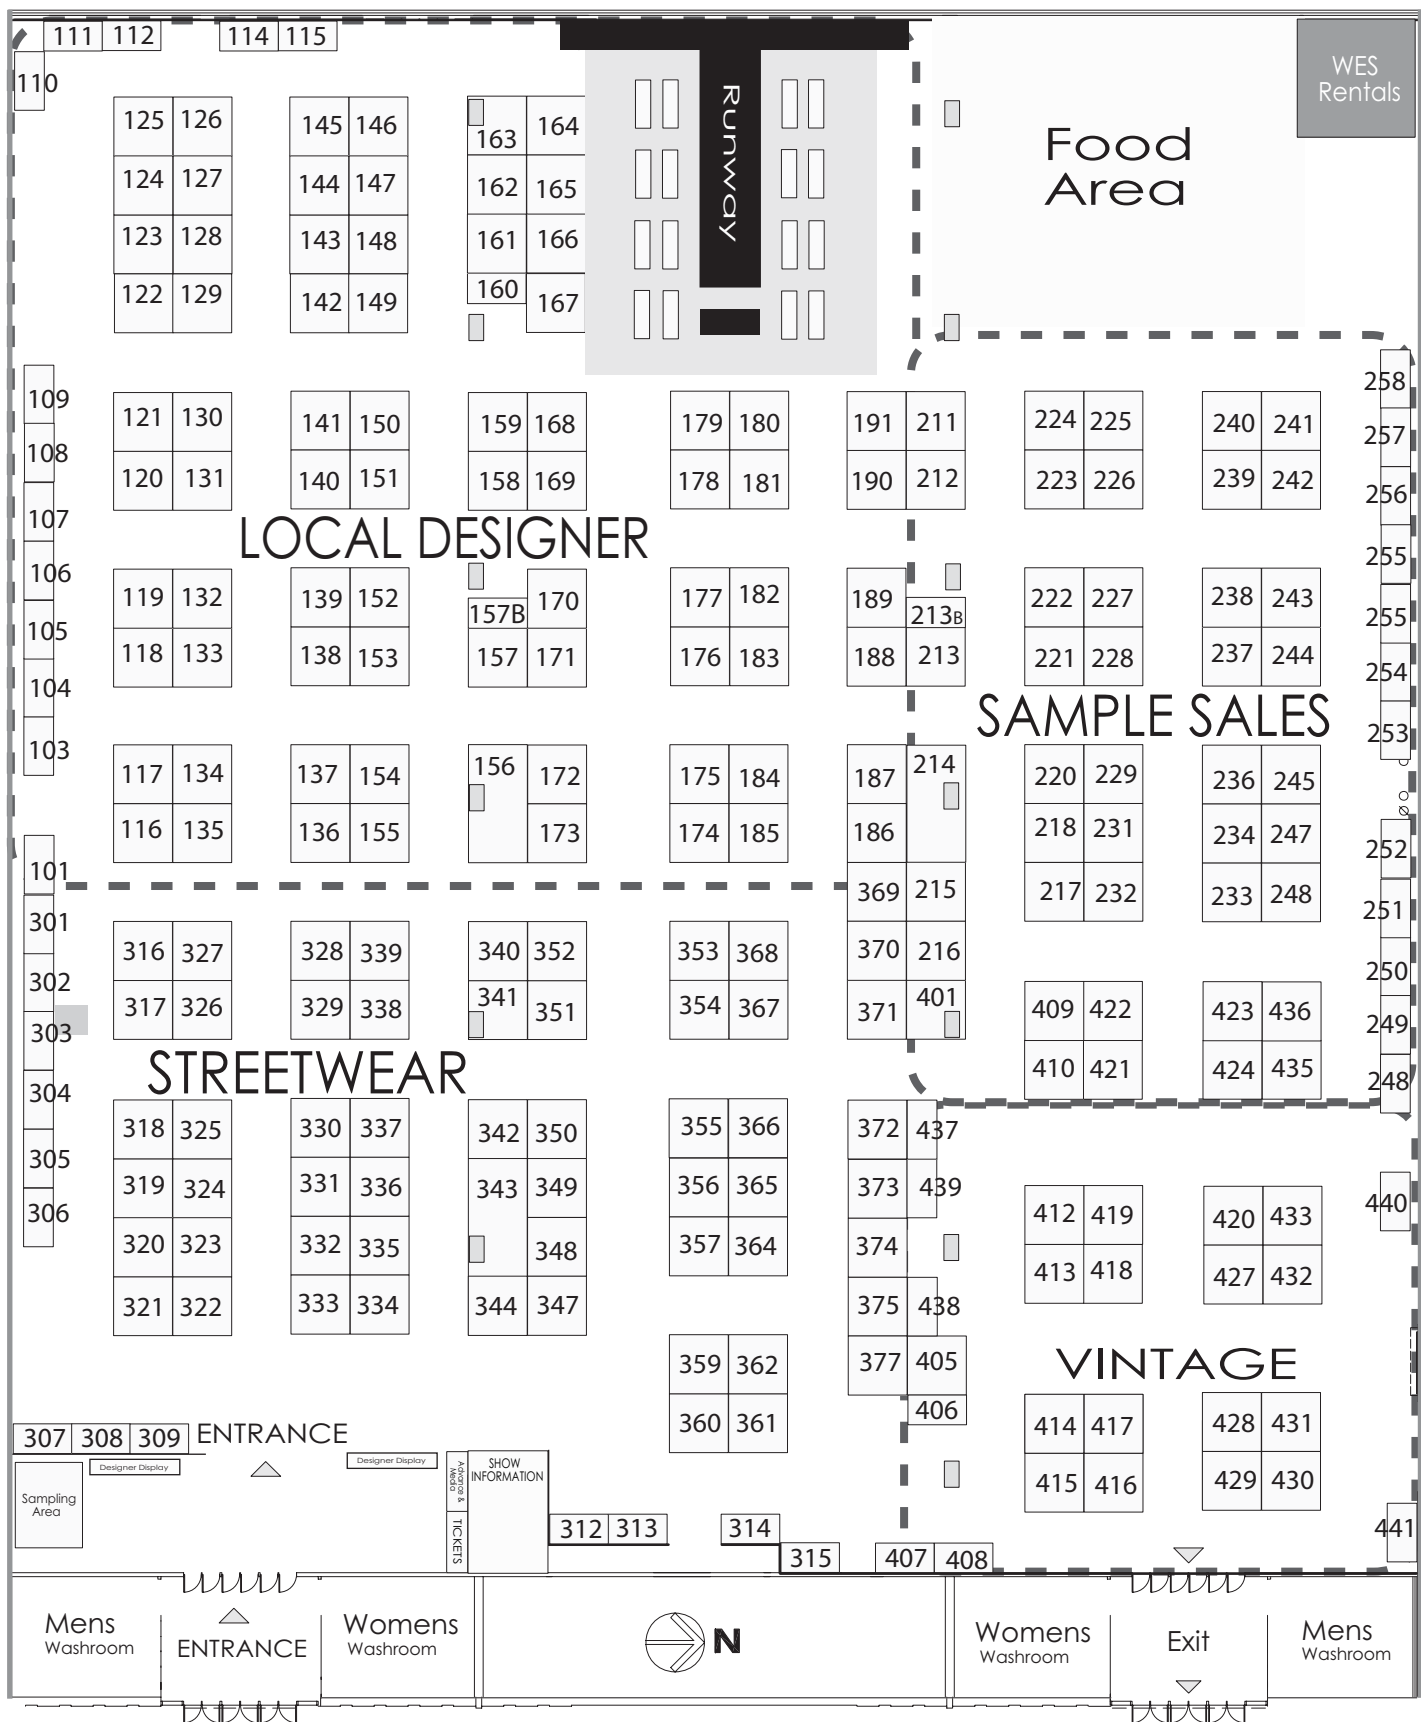 111 112 114 115
110
WES
Rentals
Runway
Food
Area
125 126 145 146 163 164
124 127 144 147 162 165
123 128 143 148 161 166
122 129 142 149 160 167
109 258
121 130 141 150 159 168 179 180 191 211 224 225 240 241
108 257
120 131 140 151 158 169 178 181 190 212 223 226 239 242
107 256
LOCAL DESIGNER
106 255
119 132 139 152 157B 170 177 182 189 213B 222 227 238 243
105 255
118 133 138 153 157 171 176 183 188 213 221 228 237 244
104 254
SAMPLE SALES
103 253
117 134 137 154 156 172 175 184 187 214 220 229 236 245
116 135 136 155 173 174 185 186 218 231 234 247
101 252
369 215 217 232 233 248
301 251
316 327 328 339 340 352 353 368 370 216
302 250
317 326 329 338 341 351 354 367 371 401 409 422 423 436
303 249
STREETWEAR
410 421 424 435
304 248
318 325 330 337 342 350 355 366 372 437
305
319 324 331 336 343 349 356 365 373 439
306 440
412 419 420 433
320 323 332 335 348 357 364 374
413 418 427 432
321 322 333 334 344 347 375 438
359 362 377 405
VINTAGE
360 361 406
414 417 428 431
307 308 309 ENTRANCE
Designer Display Designer Display
Advance &
Media
SHOW
INFORMATION
415 416 429 430
Sampling
Area
TICKETS
312 313 314 441
315 407 408
Mens
Washroom
ENTRANCE
Womens
Washroom
N
Womens
Washroom
Exit
Mens
Washroom